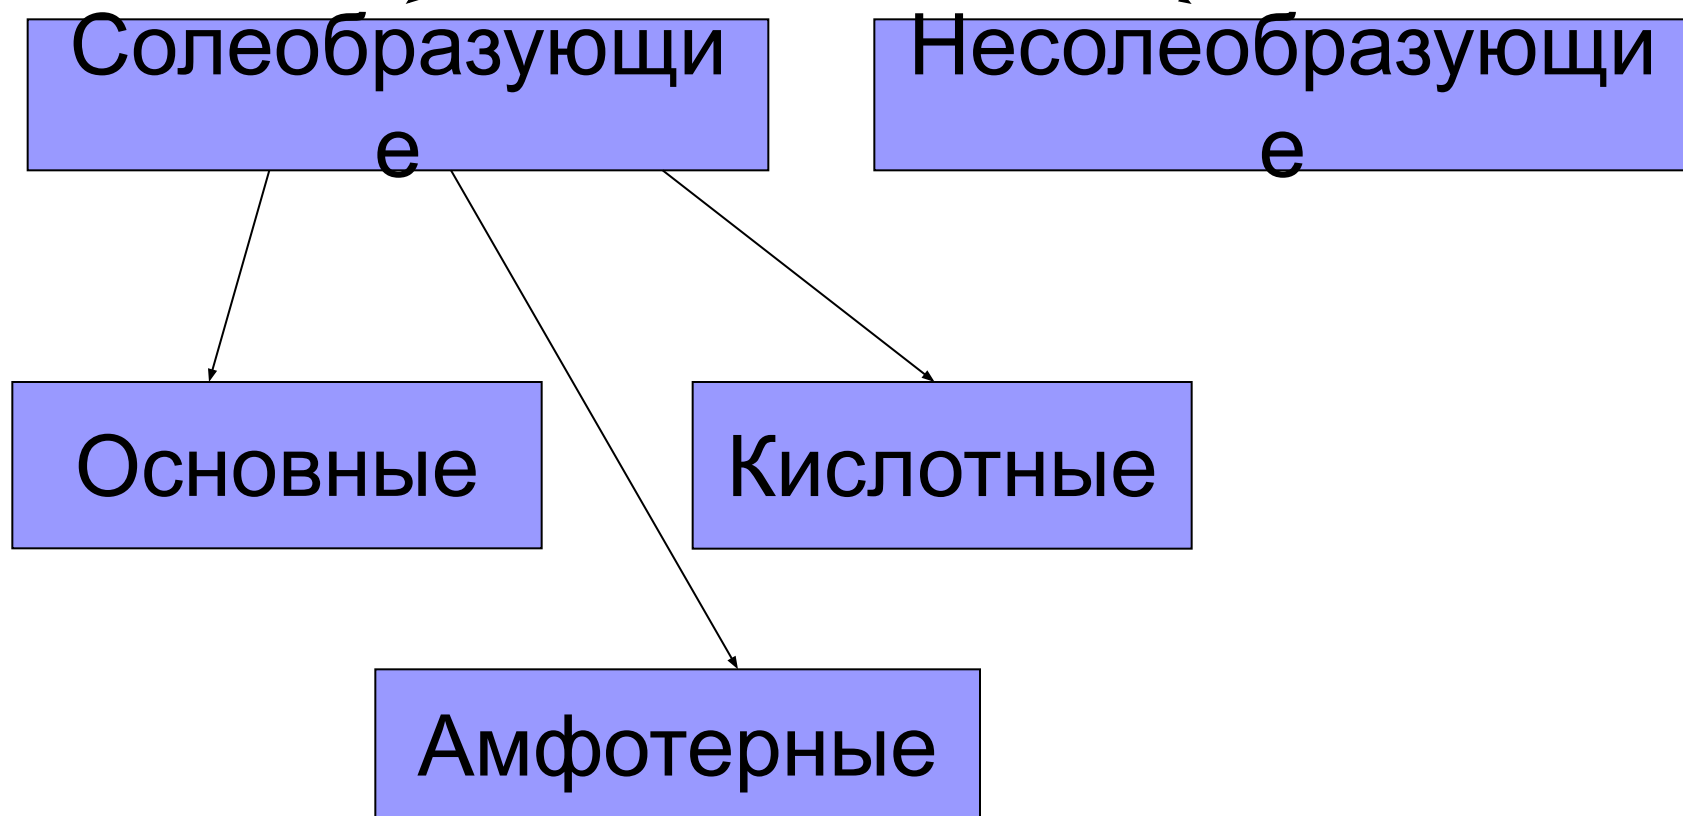 Солеобразующи
е
Несолеобразующи
е
Основные
Кислотные
Амфотерные